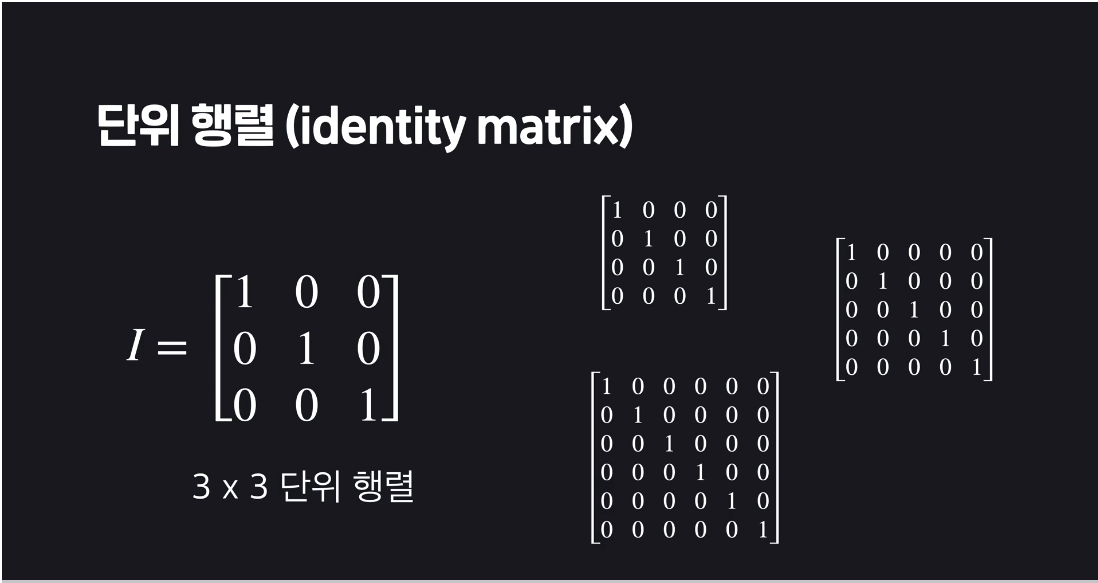 단위 행렬 (identity matrix)
I =
1 0 0
0 1 0
0 0 1
3 x 3 단위 행렬
1 0 0 0
0 1 0 0
0 0 1 0
0 0 0 1
1 0 0 0 0
0 1 0 0 0
0 0 1 0 0
0 0 0 1 0
0 0 0 0 1
1 0 0 0 0 0
0 1 0 0 0 0
0 0 1 0 0 0
0 0 0 1 0 0
0 0 0 0 1 0
0 0 0 0 0 1